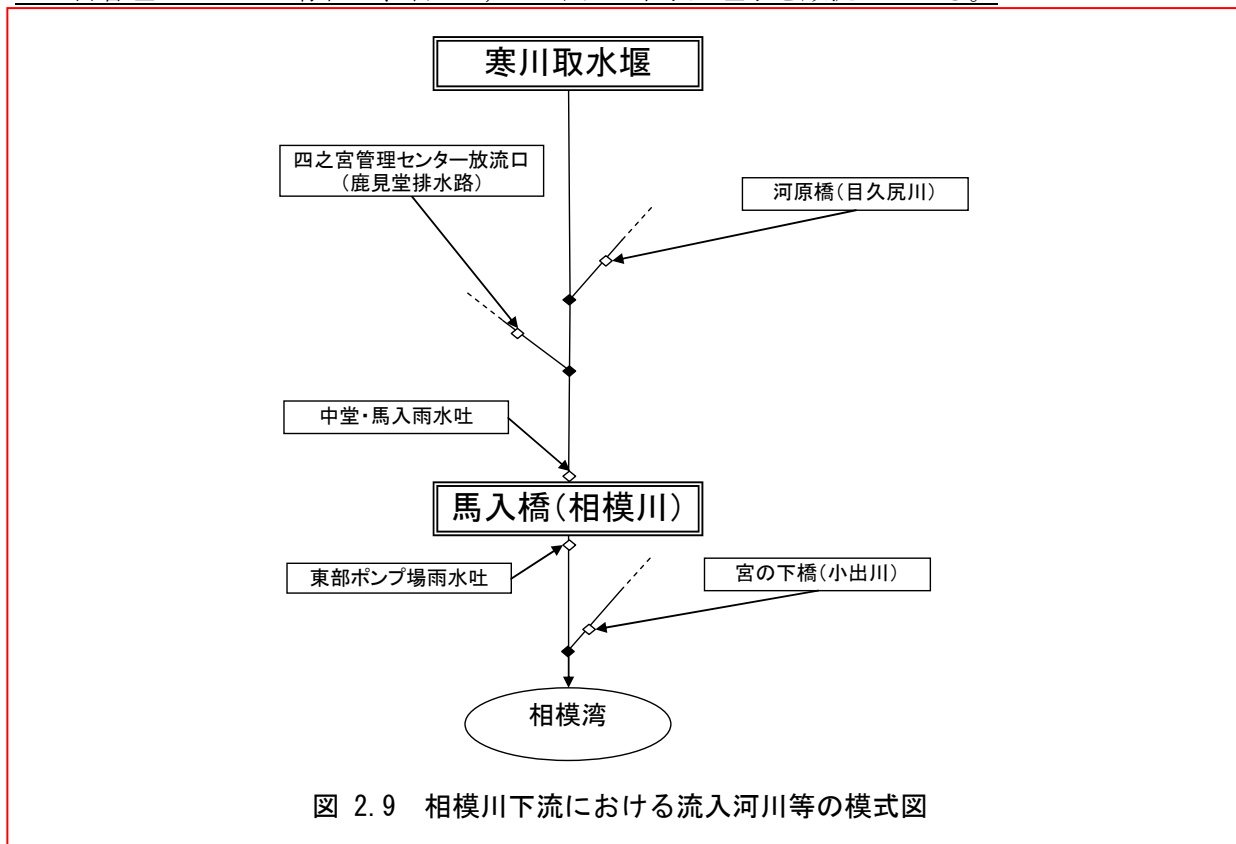 寒川取水堰
四之宮管理センター放流口
(鹿見堂排水路)
河原橋(目久尻川)
中堂・馬入雨水吐
馬入橋(相模川)
東部ポンプ場雨水吐
宮の下橋(小出川)
相模湾
図 2.9 相模川下流における流入河川等の模式図